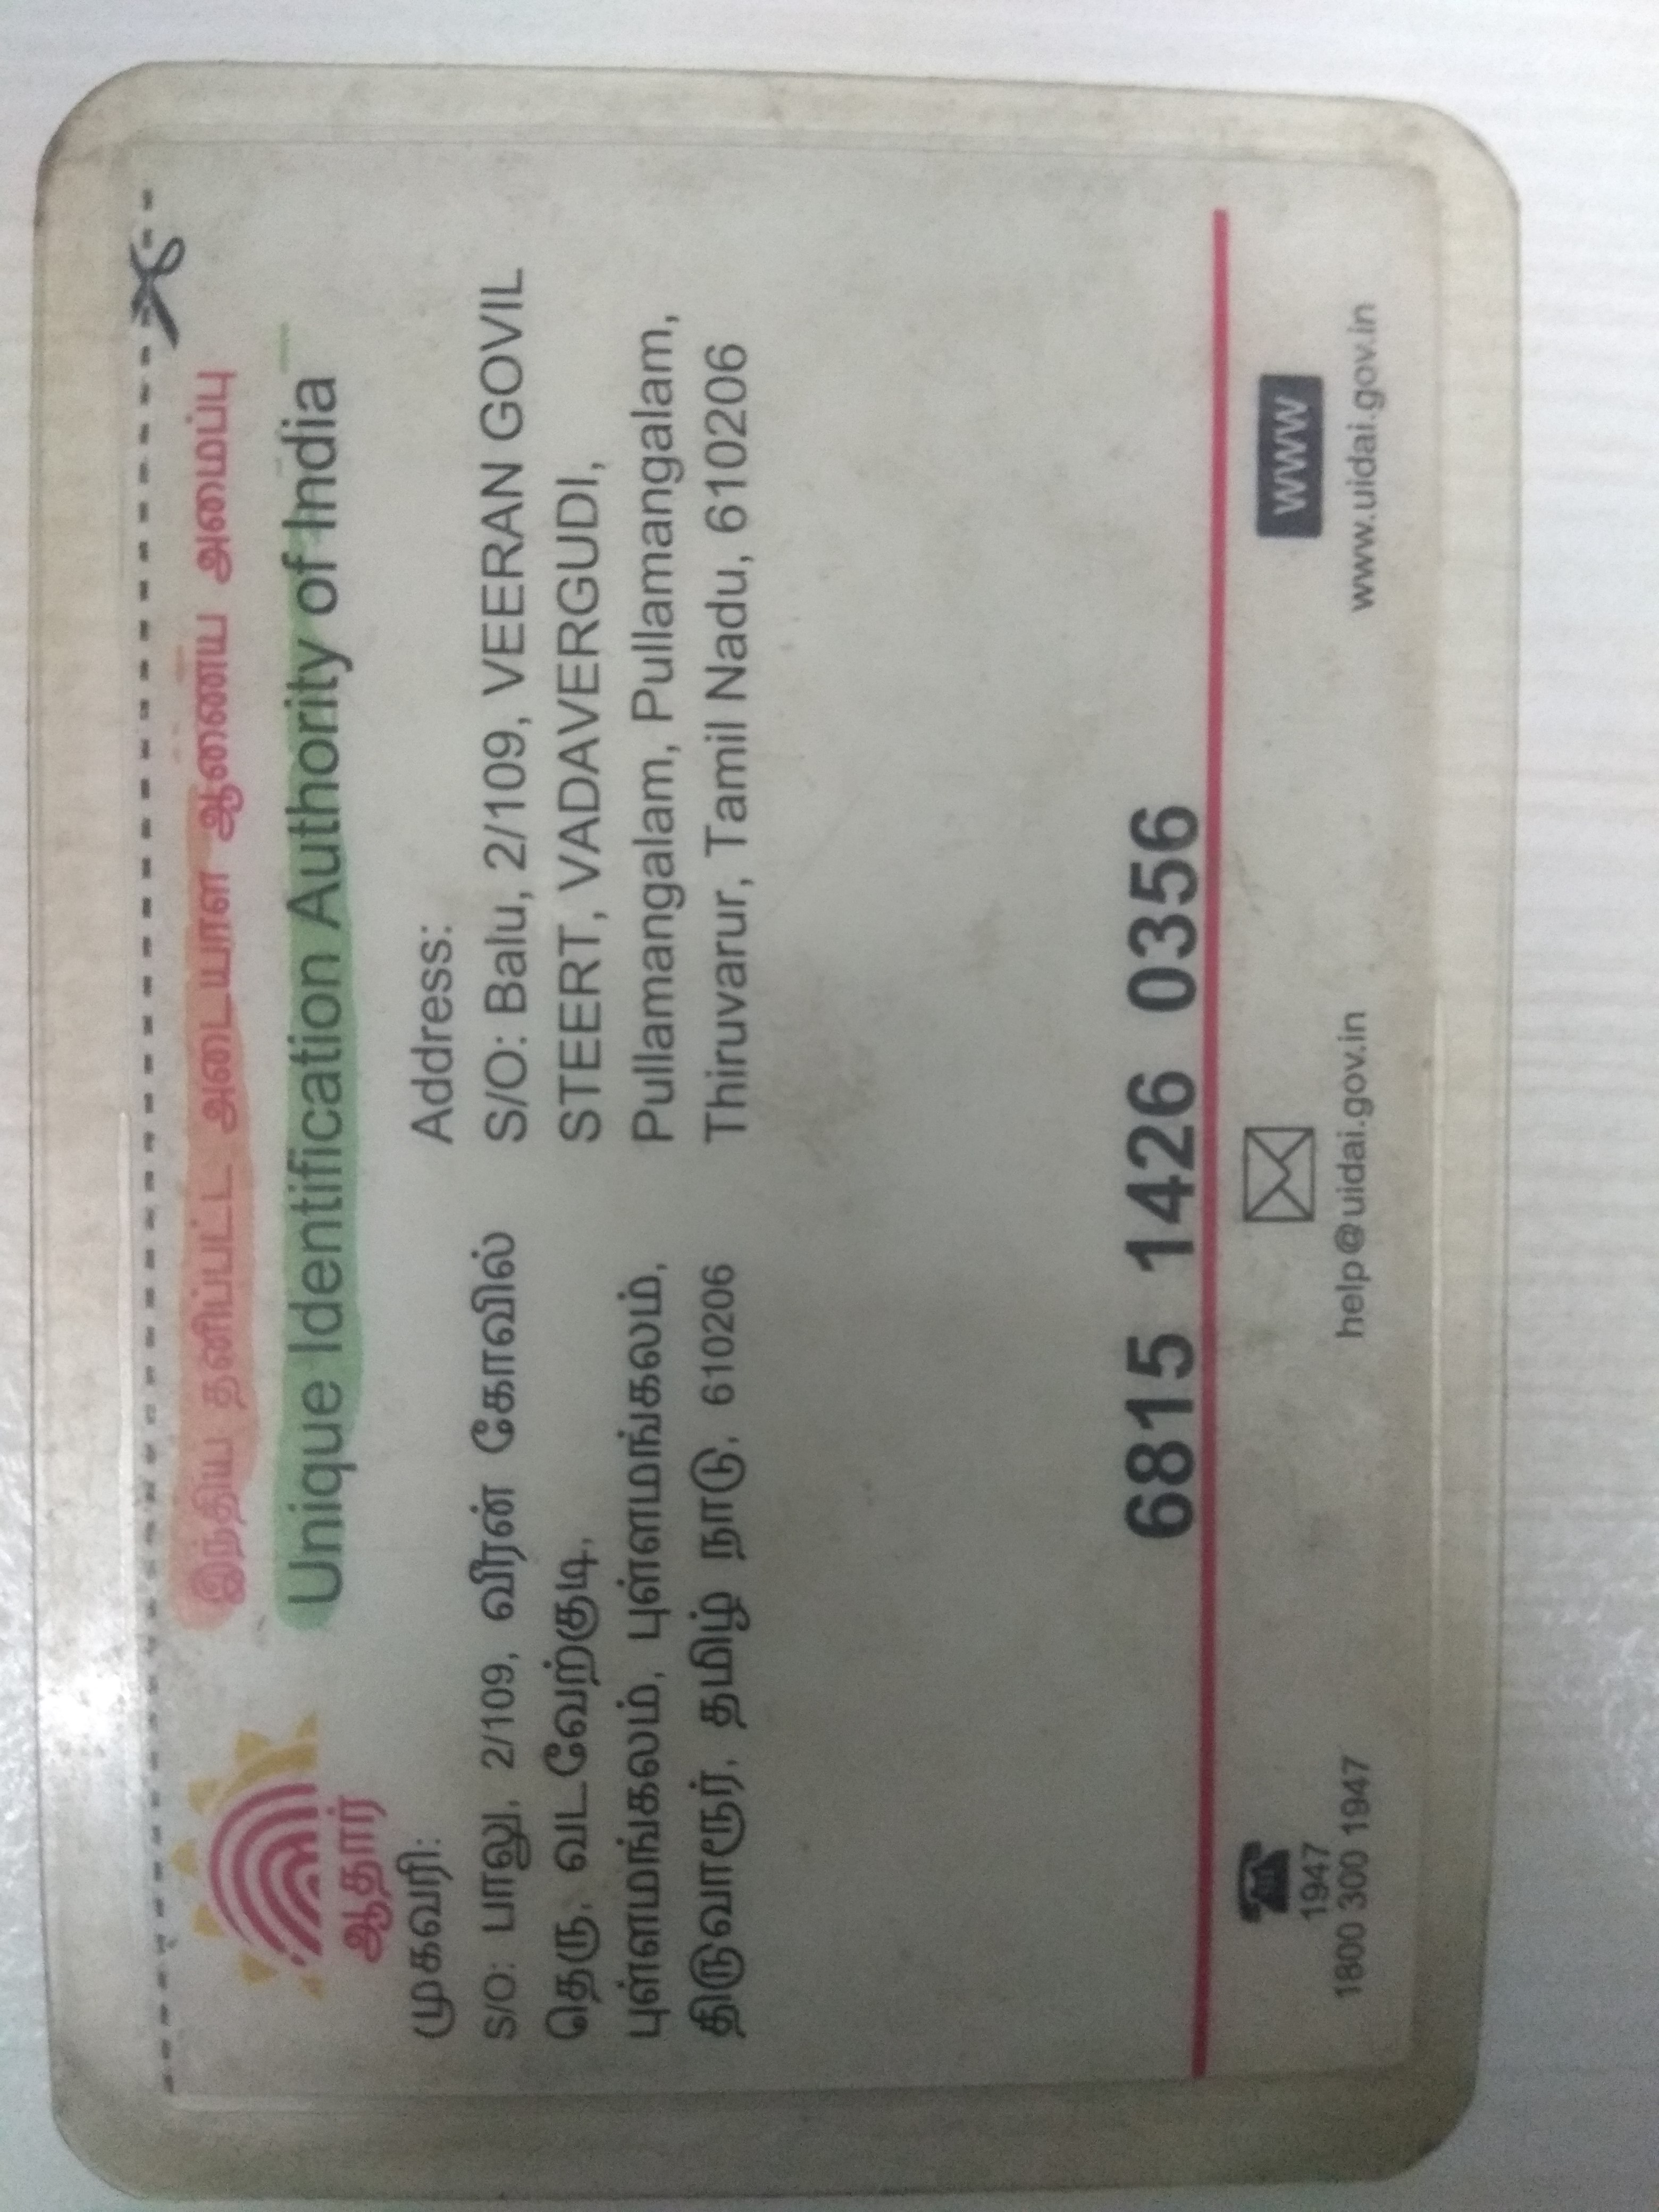 இந்திய தனிப்பட்ட அடையாள ஆணைய அமைப்பு
Unique Identification Authority of India
ஆதார்
முகவரி:
S/O: பாலு, 2/109, வீரன் கோவில்
தெரு, வடவேற்குடி,
புள்ளமங்கலம், புள்ளமங்கலம்,
திருவாரூர், தமிழ் நாடு, 610206
Address:
S/O: Balu, 2/109, VEERAN GOVIL
STEERT, VADAVERGUDI,
Pullamangalam, Pullamangalam,
Thiruvarur, Tamil Nadu, 610206
6815 1426 0356
1947
1800 300 1947
help@uidai.gov.in
WWW
www.uidai.gov.in